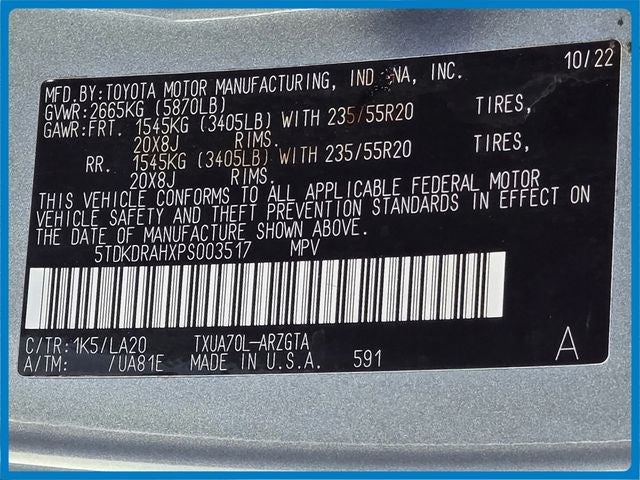 MFD.BY:TOYOTA MOTOR MANUFACTURING, INDIANA, INC. 10/22
GVWR:2665KG (5870LB)
GAWR:FRT. 1545KG (3405LB) WITH 235/55R20 TIRES,
20X8J RIMS.
RR. 1545KG (3405LB) WITH 235/55R20 TIRES,
20X8J RIMS.
THIS VEHICLE CONFORMS TO ALL APPLICABLE FEDERAL MOTOR
VEHICLE SAFETY AND THEFT PREVENTION STANDARDS IN EFFECT ON
THE DATE OF MANUFACTURE SHOWN ABOVE.
5TDKDRAHXPS003517 MPV
C/TR:1K5/LA20 TXUA70L-ARZGTA
A/TM: /UA81E MADE IN U.S.A. 591 A